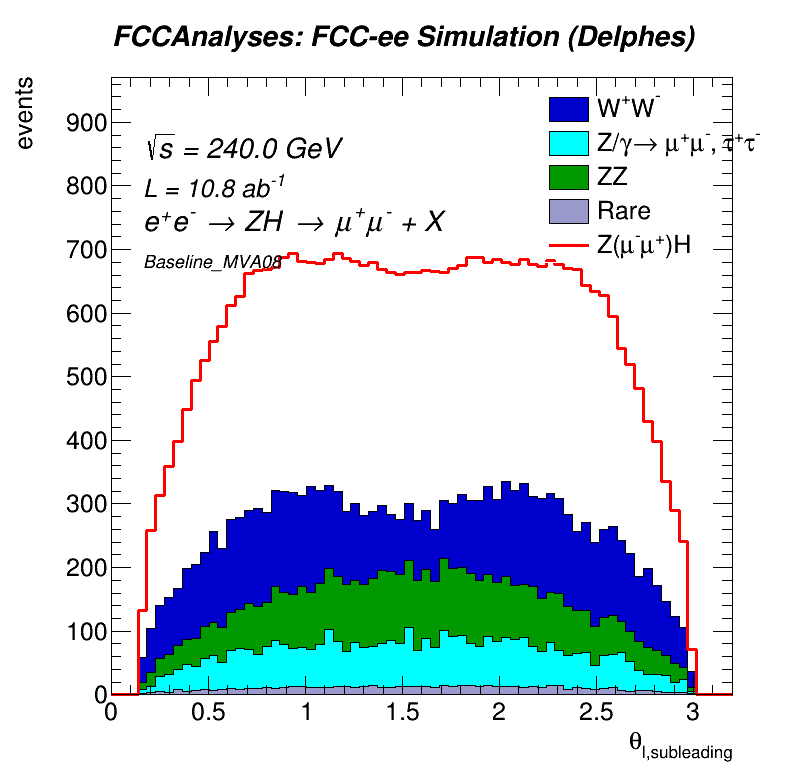 FCCAnalyses: FCC-ee Simulation (Delphes)
events
√s = 240.0 GeV
L = 10.8 ab⁻¹
e⁺e⁻ → ZH → μ⁺μ⁻ + X
Baseline_MVA08
W⁺W⁻
Z/γ→ μ⁺μ⁻, τ⁺τ⁻
ZZ
Rare
Z(μ⁻μ⁺)H
900
800
700
600
500
400
300
200
100
0
0 0.5 1 1.5 2 2.5 3
θl,subleading